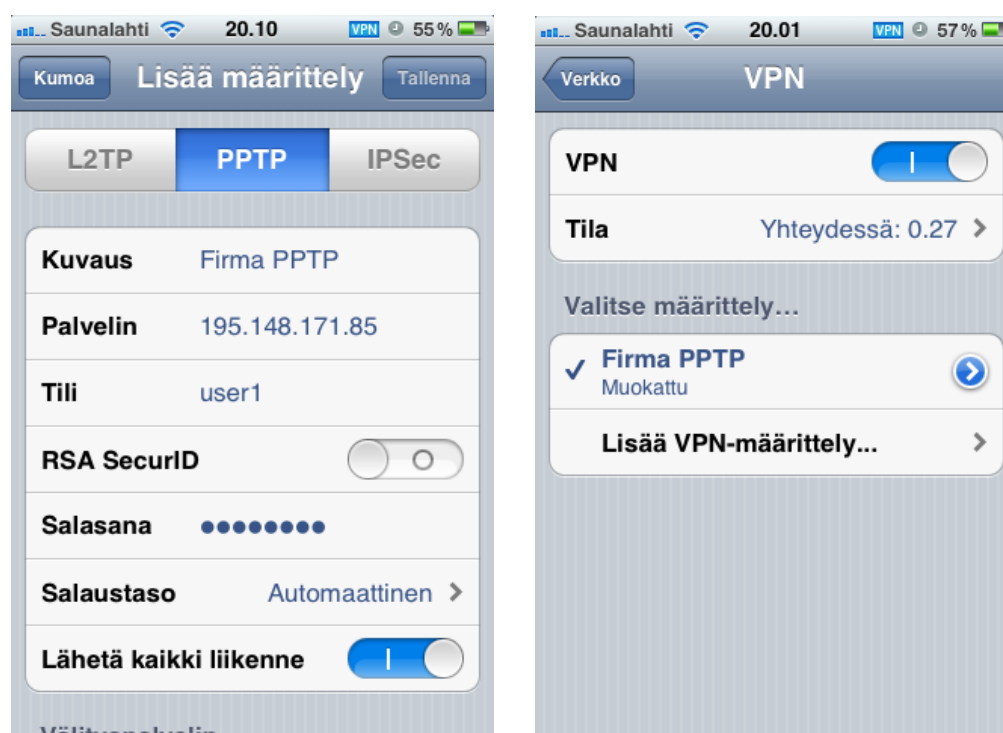 Saunalahti 20.10 VPN 55 %
Kumoa Lisää määrittely Tallenna
L2TP PPTP IPSec
Kuvaus Firma PPTP
Palvelin 195.148.171.85
Tili user1
RSA SecurID
Salasana ●●●●●●●●
Salaustaso Automaattinen
Lähetä kaikki liikenne
Saunalahti 20.01 VPN 57 %
Verkko VPN
VPN
Tila Yhteydessä: 0.27
Valitse määrittely...
Firma PPTP
Muokattu
Lisää VPN-määrittely...